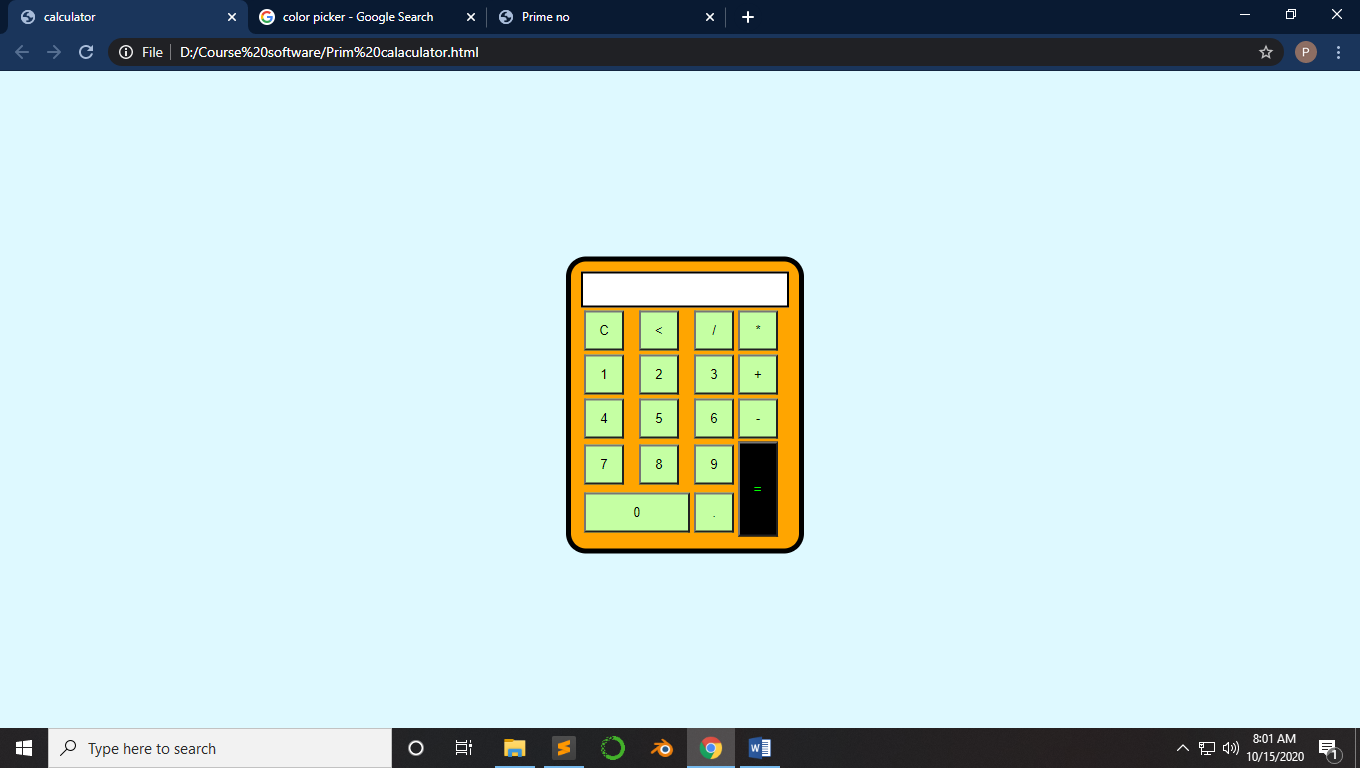 calculator
color picker - Google Search
Prime no
File
D:/Course%20software/Prim%20calaculator.html
P
C < / *
1 2 3 +
4 5 6 -
7 8 9
=
0 .
Type here to search
8:01 AM
10/15/2020
1